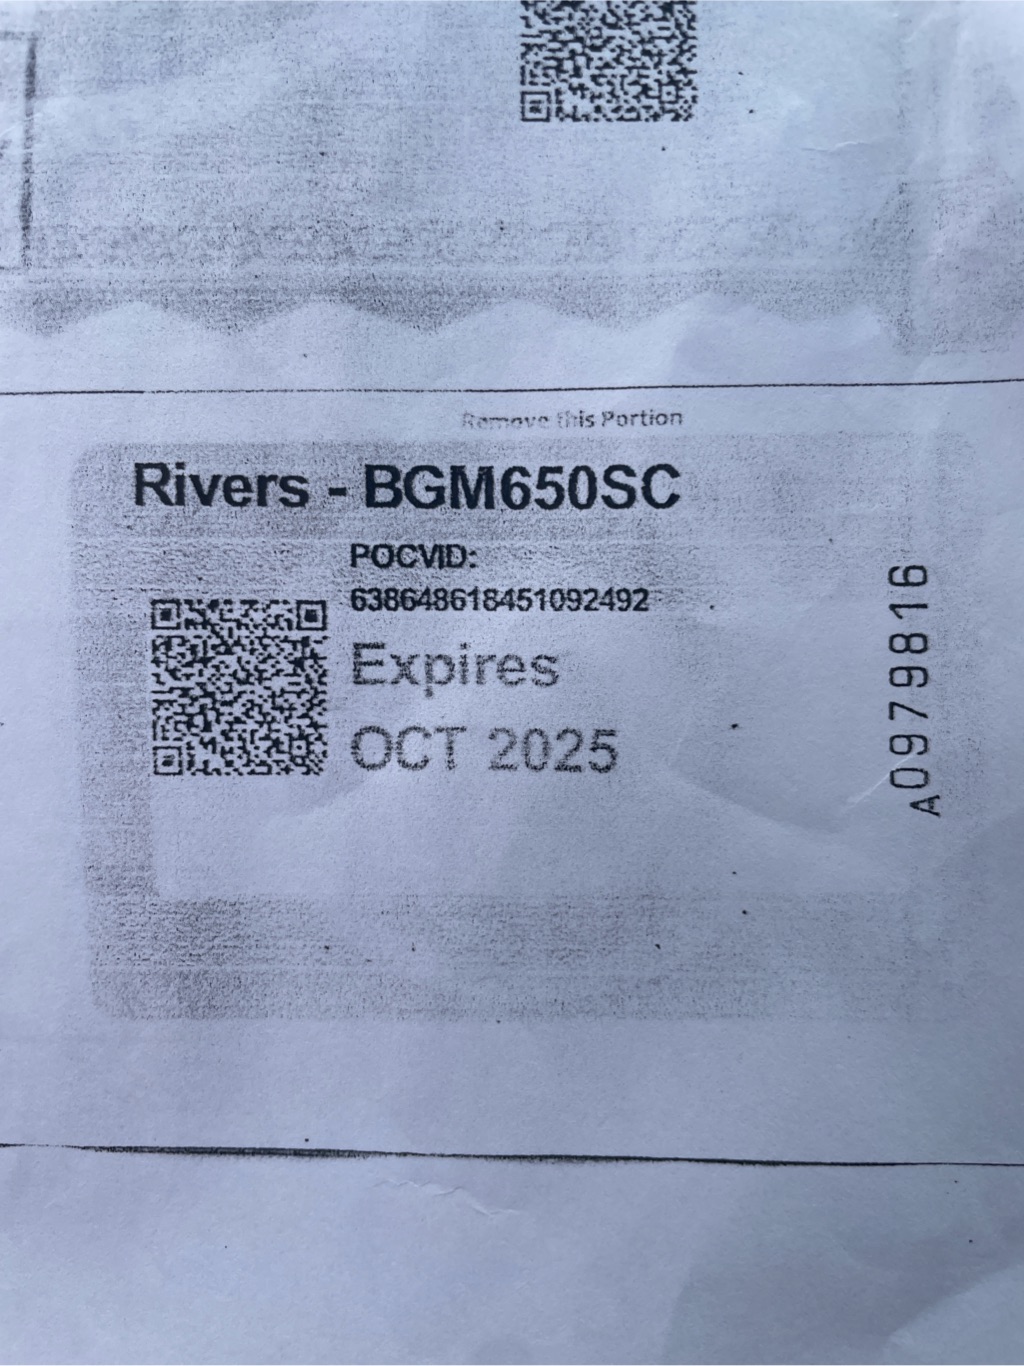 Remove this Portion
Rivers - BGM650SC
POCVID:
638648618451092492
Expires
OCT 2025
A0979816